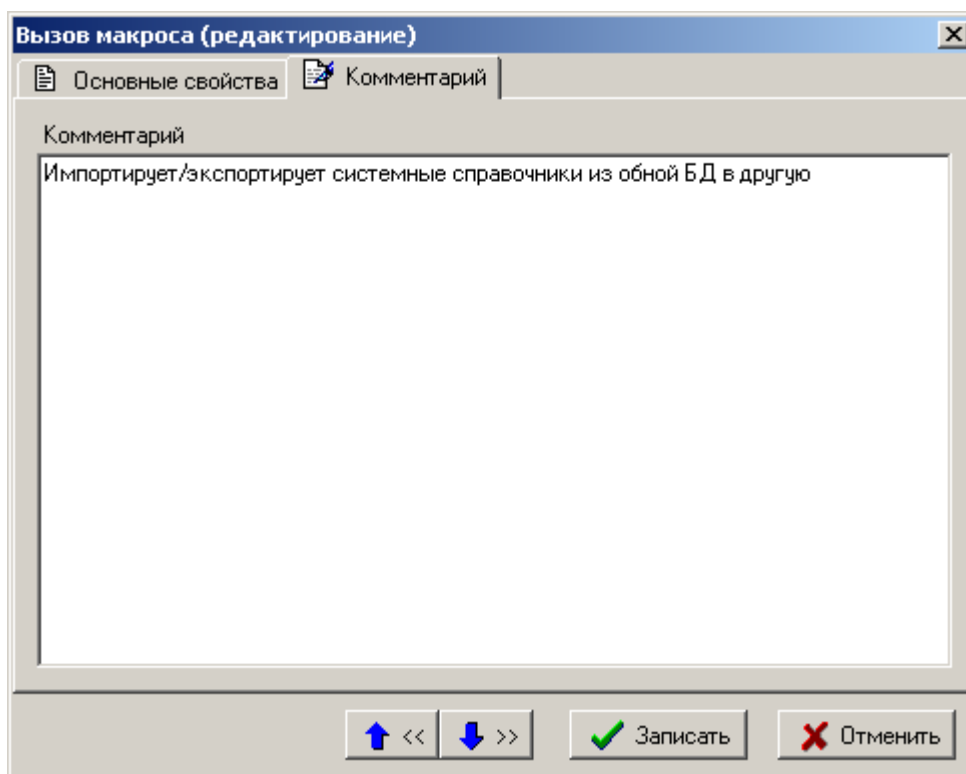 Вызов макроса (редактирование)
Основные свойства Комментарий
Комментарий
Импортирует/экспортирует системные справочники из обной БД в другую
<< >> Записать Отменить